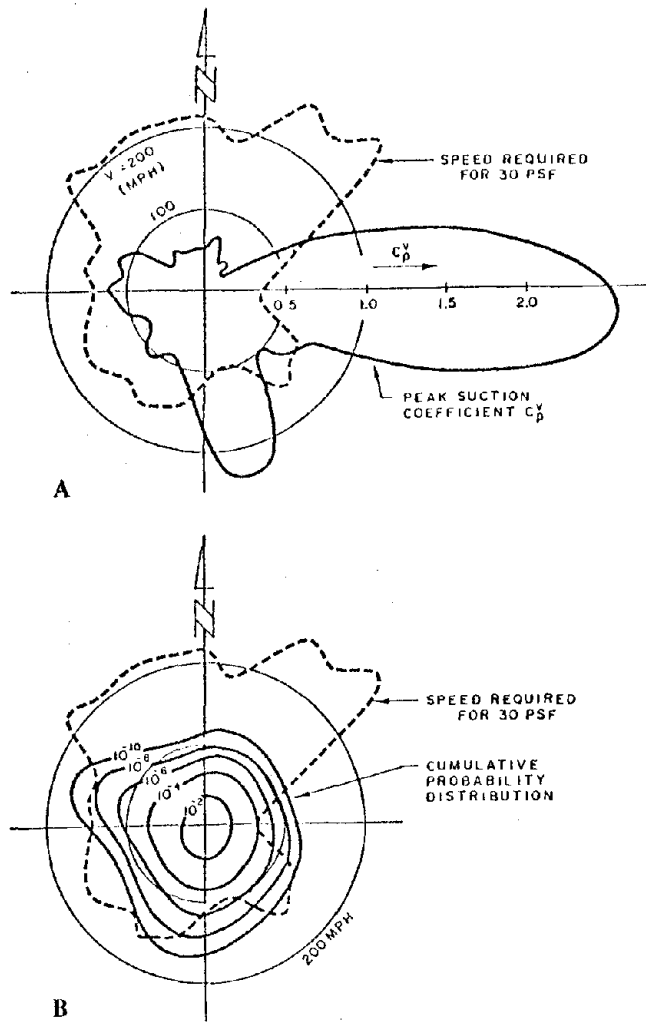 N
V = 200
(MPH)
100
SPEED REQUIRED
FOR 30 PSF
C_p^v
0.5 1.0 1.5 2.0
PEAK SUCTION
COEFFICIENT C_p^v
A
N
SPEED REQUIRED
FOR 30 PSF
10^-10
10^-8
10^-6
10^-4
10^-2
CUMULATIVE
PROBABILITY
DISTRIBUTION
200 MPH
B